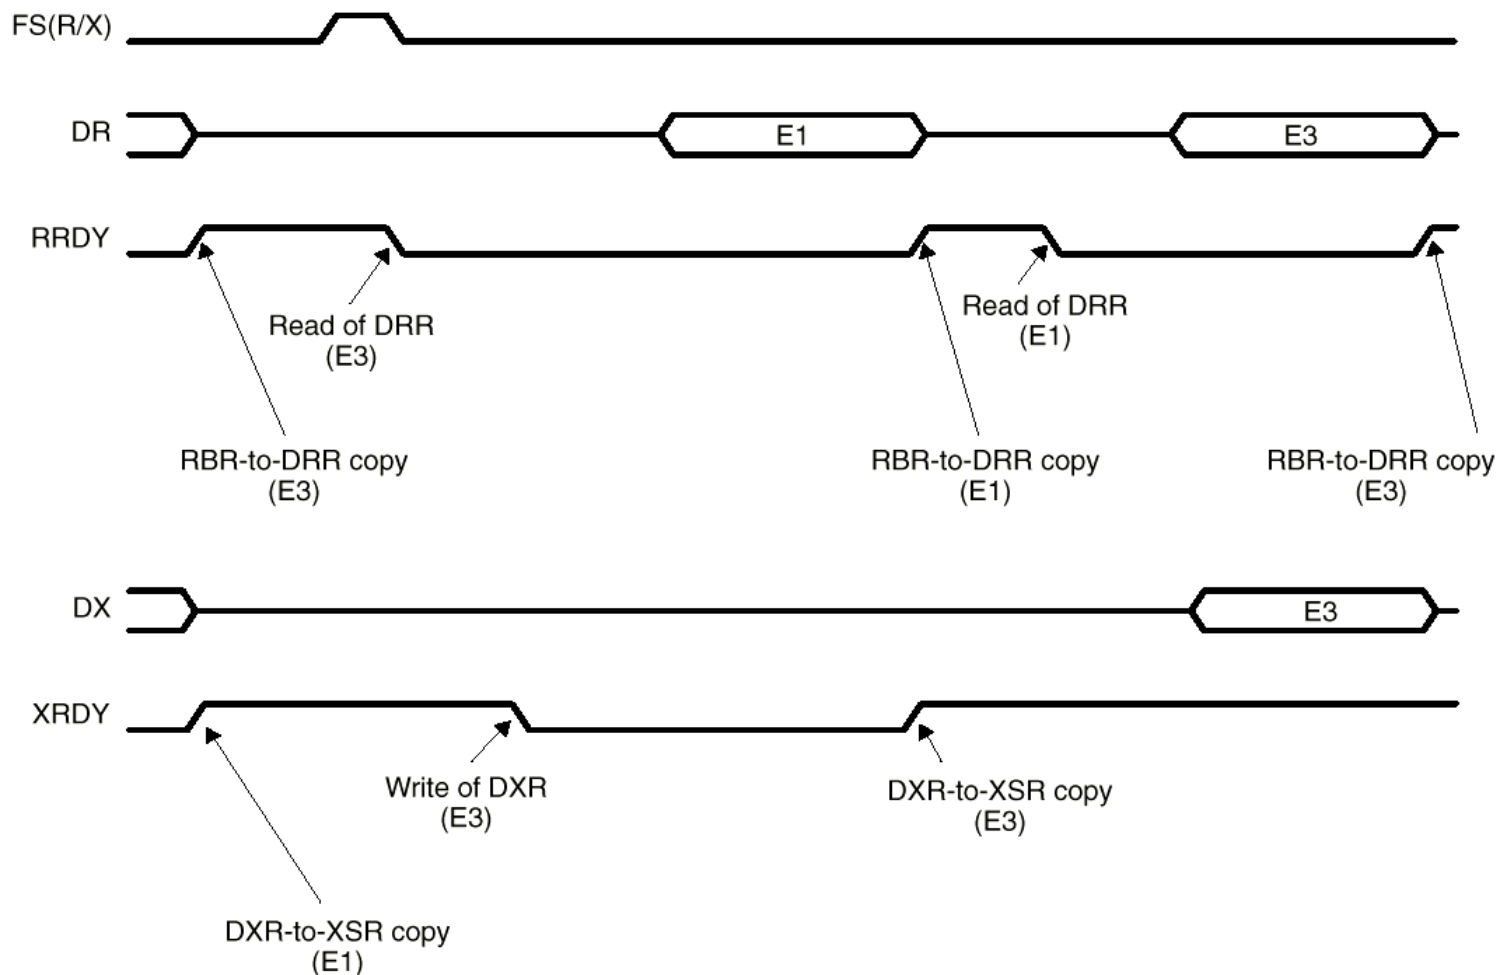 FS(R/X)
DR
E1
E3
RRDY
Read of DRR
(E3)
Read of DRR
(E1)
RBR-to-DRR copy
(E3)
RBR-to-DRR copy
(E1)
RBR-to-DRR copy
(E3)
DX
E3
XRDY
Write of DXR
(E3)
DXR-to-XSR copy
(E3)
DXR-to-XSR copy
(E1)